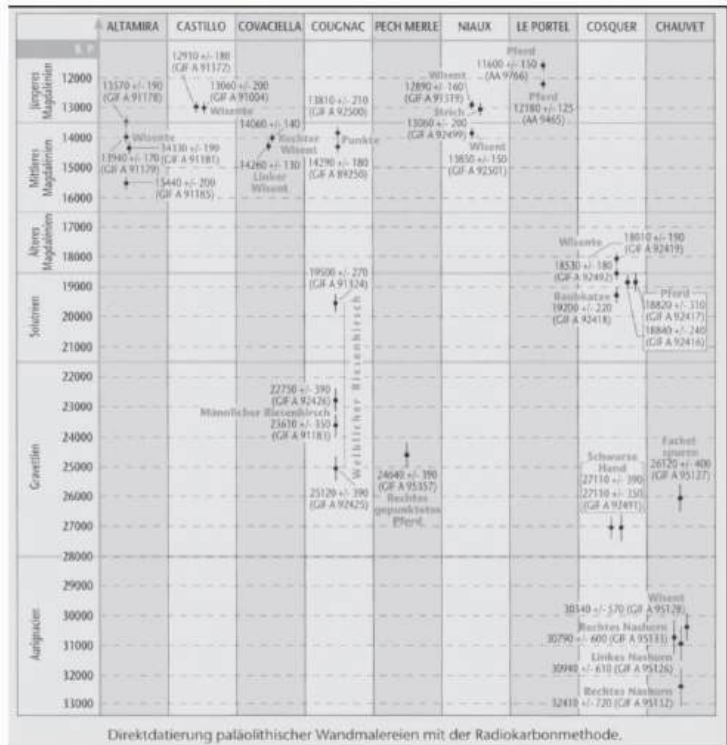 ALTAMIRA CASTILLO COVACIELLA COUGNAC PECH MERLE NIAUX LE PORTEL COSQUER CHAUVET
B. P.
Jüngeres Magdalénien
Mittleres Magdalénien
Älteres Magdalénien
Solutréen
Gravettien
Aurignacien
12000
13000
14000
15000
16000
17000
18000
19000
20000
21000
22000
23000
24000
25000
26000
27000
28000
29000
30000
31000
32000
33000
13570 +/- 190
(GIF A 91178)
Wisente
14330 +/- 190
(GIF A 91181)
13940 +/- 170
(GIF A 91179)
15440 +/- 200
(GIF A 91185)
12910 +/- 180
(GIF A 91172)
13060 +/- 200
(GIF A 91004)
Wisente
14060 +/- 140
Rechter
Wisent
14260 +/- 130
Linker
Wisent
13810 +/- 210
(GIF A 92500)
Punkte
14290 +/- 180
(GIF A 89250)
19500 +/- 270
(GIF A 91324)
Weiblicher Riesenhirsch
22750 +/- 390
(GIF A 92426)
Männlicher Riesenhirsch
23610 +/- 350
(GIF A 91183)
25120 +/- 390
(GIF A 92425)
24640 +/- 390
(GIF A 95357)
Rechtes
gepunktetes
Pferd
Wisent
12890 +/- 160
(GIF A 91319)
Strich
13060 +/- 200
(GIF A 92499)
Wisent
13850 +/- 150
(GIF A 92501)
Pferd
11600 +/- 150
(AA 9766)
Pferd
12180 +/- 125
(AA 9465)
Wisente
18010 +/- 190
(GIF A 92419)
18530 +/- 180
(GIF A 92492)
Raubkatze
19200 +/- 220
(GIF A 92418)
Pferd
18820 +/- 310
(GIF A 92417)
18840 +/- 240
(GIF A 92416)
Schwarze
Hand
27110 +/- 390
27110 +/- 350
(GIF A 92491)
Fackel
spuren
26120 +/- 400
(GIF A 95127)
Wisent
30340 +/- 570 (GIF A 95128)
Rechtes Nashorn
30790 +/- 600 (GIF A 95133)
Linkes Nashorn
30940 +/- 610 (GIF A 95126)
Rechtes Nashorn
32410 +/- 720 (GIF A 95132)
Direktdatierung paläolithischer Wandmalereien mit der Radiokarbonmethode.